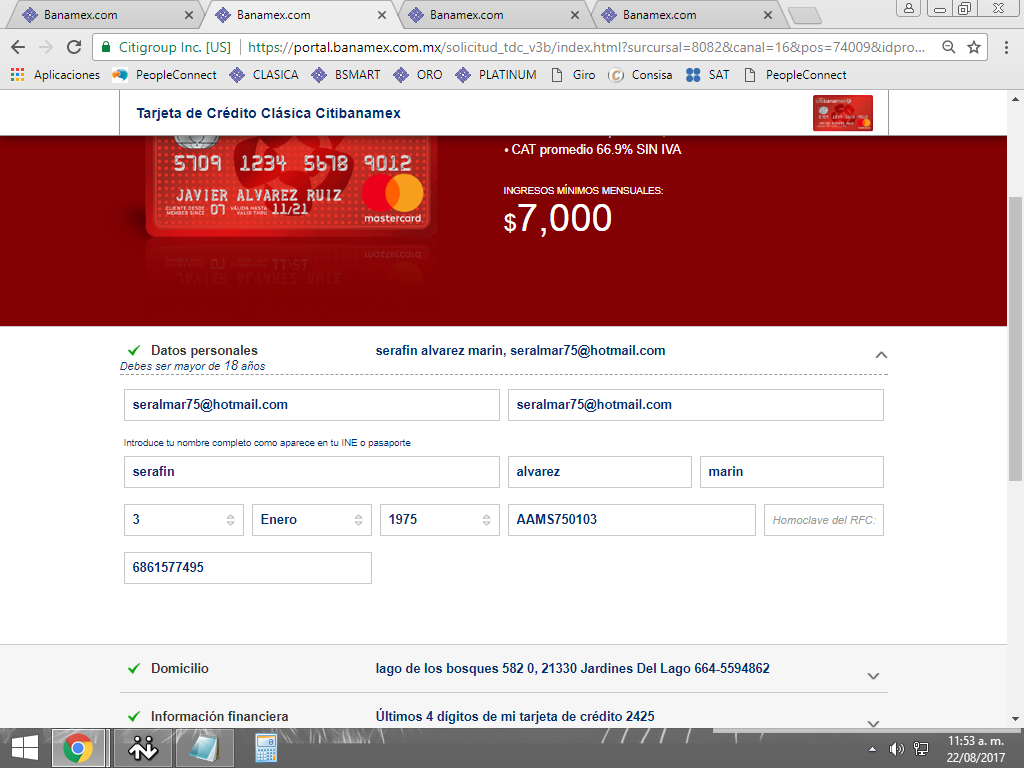 Banamex.com
Banamex.com
Banamex.com
Banamex.com
Citigroup Inc. [US]
https://portal.banamex.com.mx/solicitud_tdc_v3b/index.html?surcursal=8082&canal=16&pos=74009&idpro...
Aplicaciones
PeopleConnect
CLASICA
BSMART
ORO
PLATINUM
Giro
Consisa
SAT
PeopleConnect
Tarjeta de Crédito Clásica Citibanamex
5709 1234 5678 9012
JAVIER ALVAREZ RUIZ
CLIENTE DESDE
MEMBER SINCE
07
VÁLIDA HASTA
VALID THRU
11/21
mastercard
• CAT promedio 66.9% SIN IVA
INGRESOS MÍNIMOS MENSUALES:
$7,000
Datos personales
serafin alvarez marin, seralmar75@hotmail.com
Debes ser mayor de 18 años
seralmar75@hotmail.com
seralmar75@hotmail.com
Introduce tu nombre completo como aparece en tu INE o pasaporte
serafin
alvarez
marin
3
Enero
1975
AAMS750103
Homoclave del RFC:
6861577495
Domicilio
lago de los bosques 582 0, 21330 Jardines Del Lago 664-5594862
Información financiera
Últimos 4 dígitos de mi tarjeta de crédito 2425
11:53 a. m.
22/08/2017